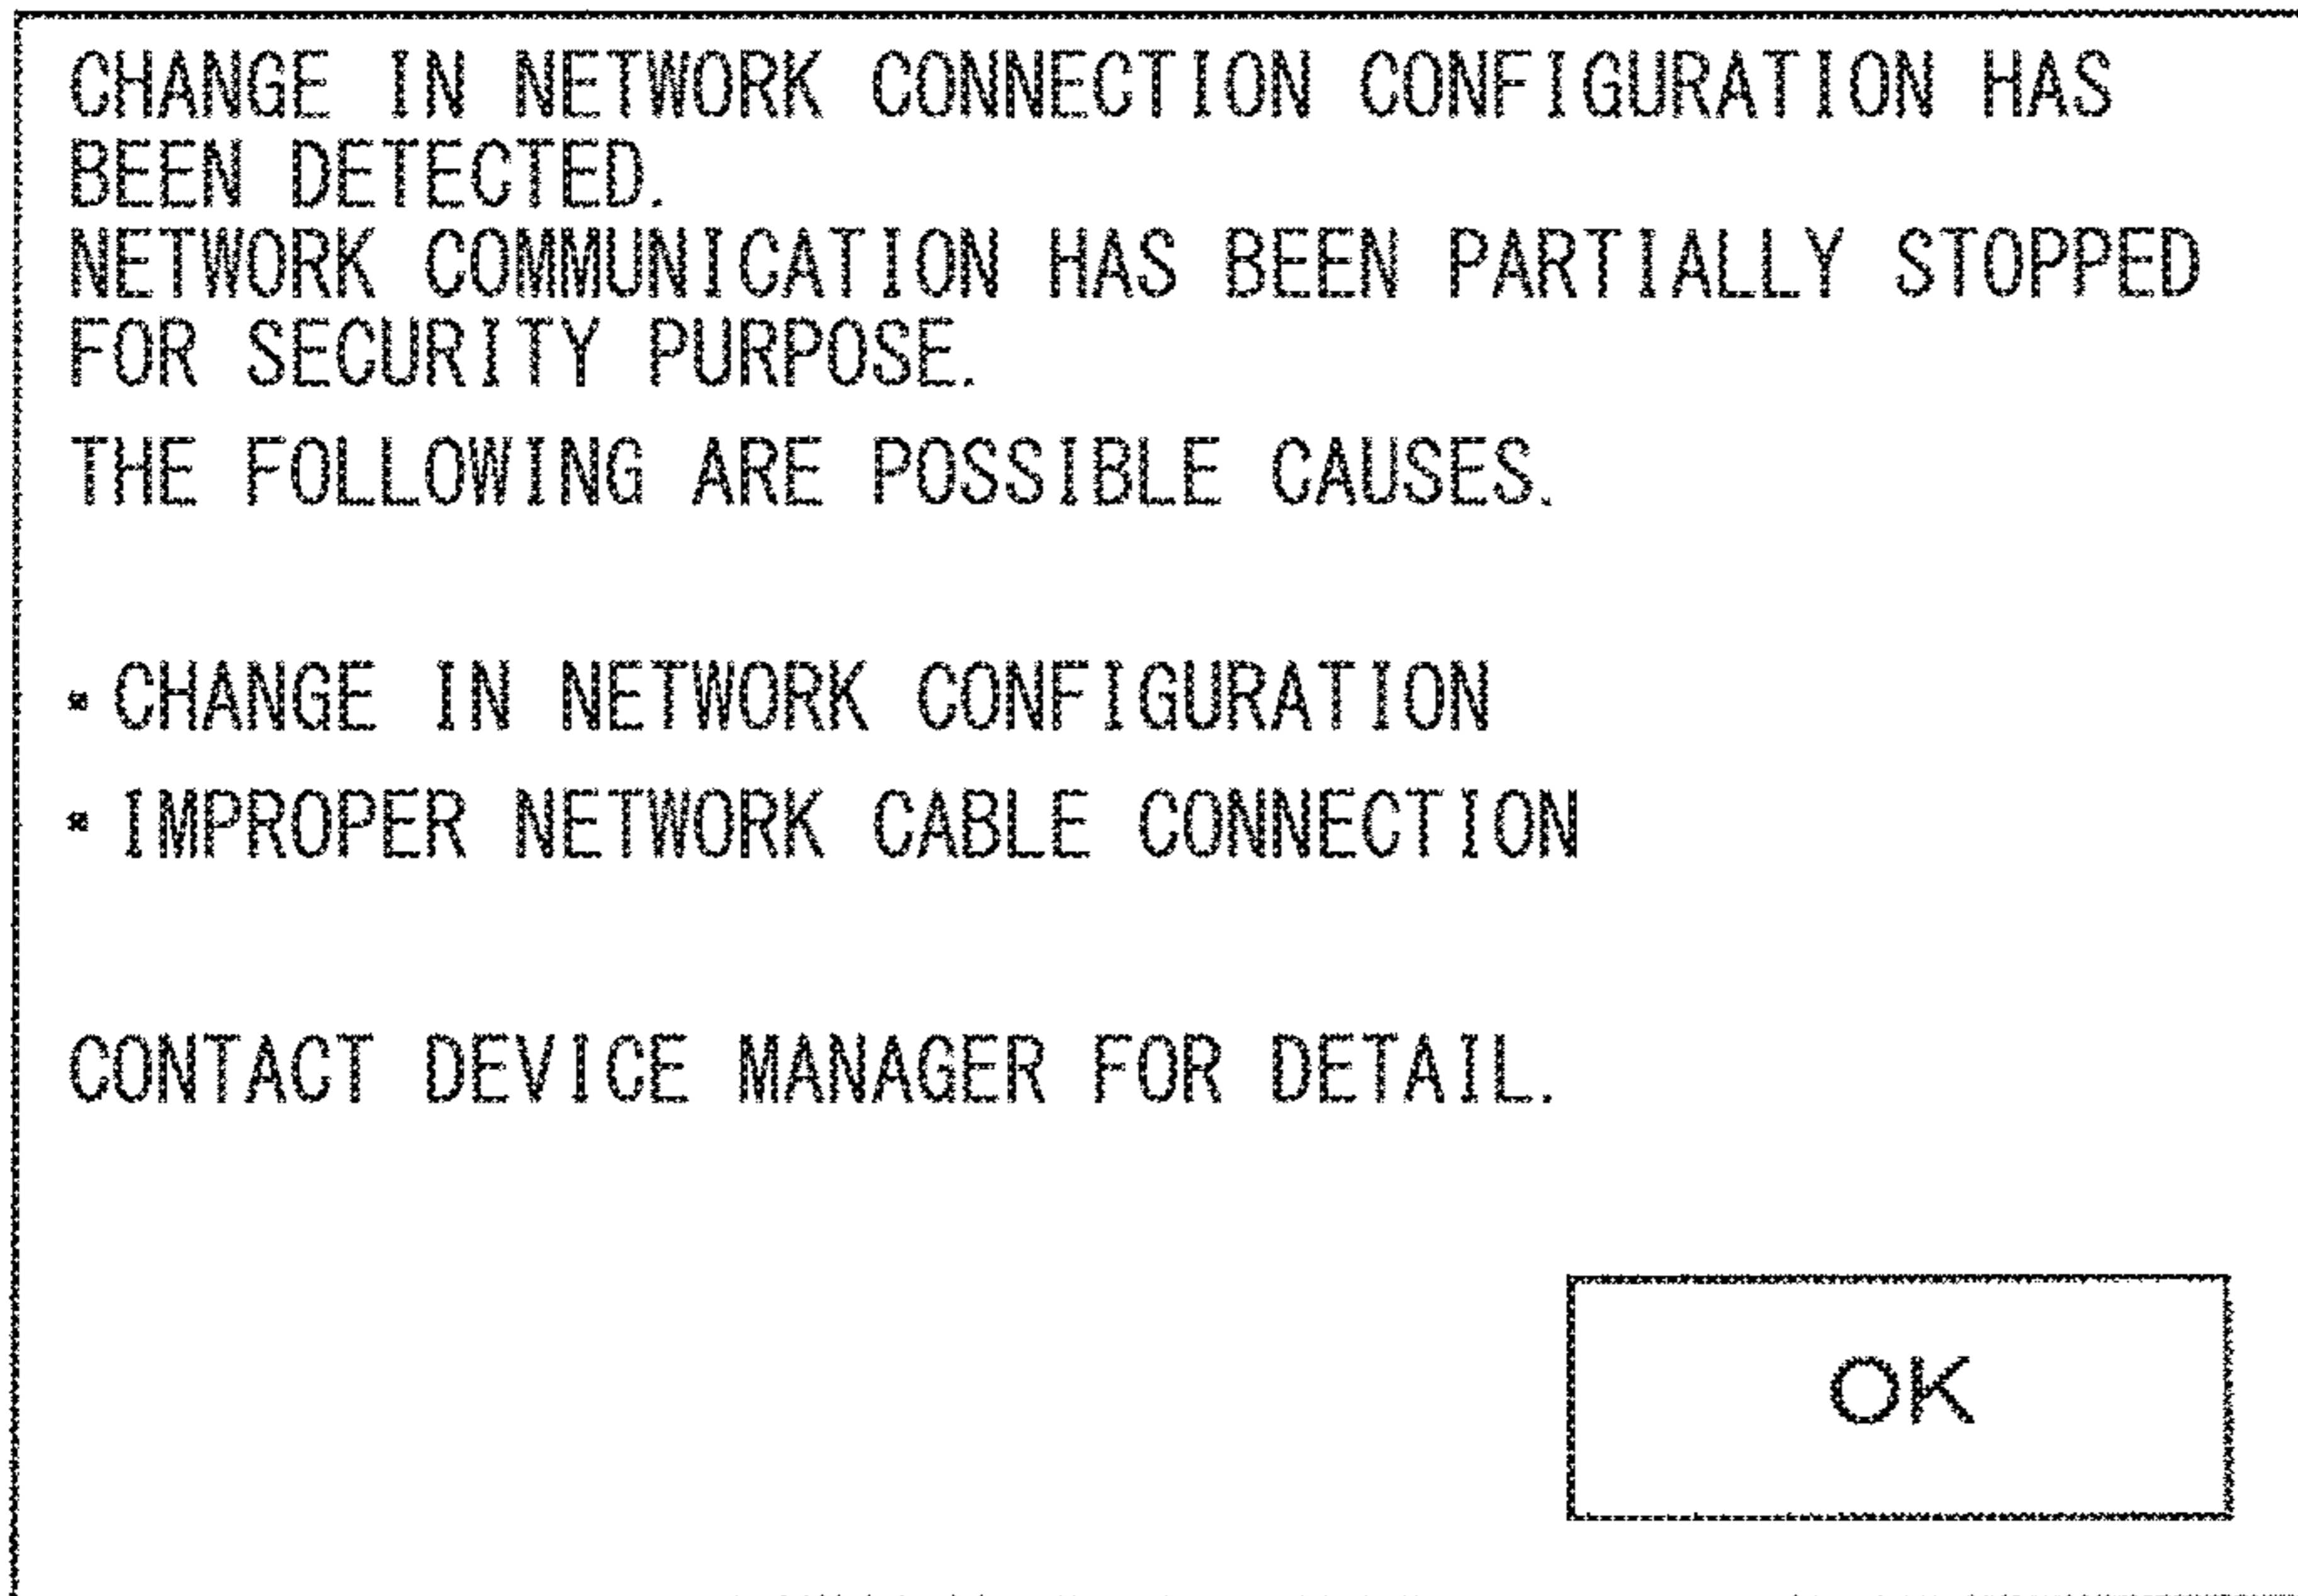 CHANGE IN NETWORK CONNECTION CONFIGURATION HAS
BEEN DETECTED.
NETWORK COMMUNICATION HAS BEEN PARTIALLY STOPPED
FOR SECURITY PURPOSE.
THE FOLLOWING ARE POSSIBLE CAUSES.
・CHANGE IN NETWORK CONFIGURATION
・IMPROPER NETWORK CABLE CONNECTION
CONTACT DEVICE MANAGER FOR DETAIL.
OK